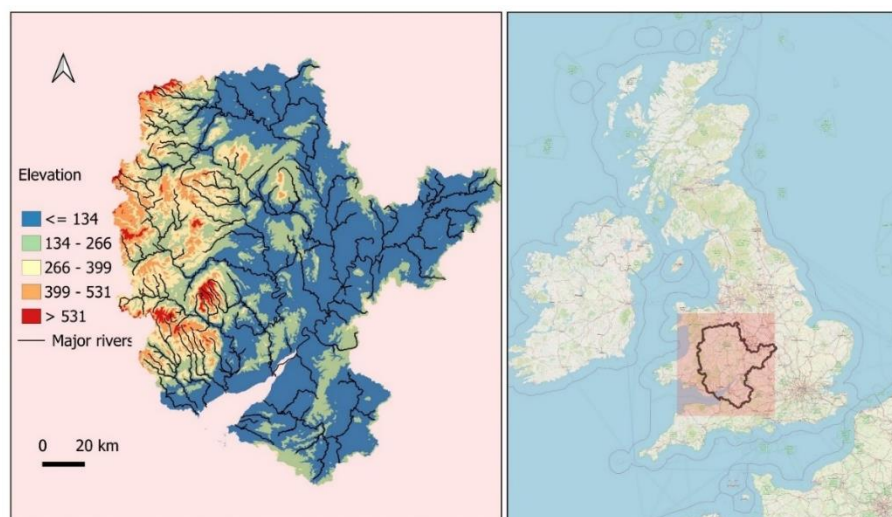 Elevation
<= 134
134 - 266
266 - 399
399 - 531
> 531
Major rivers
0 20 km